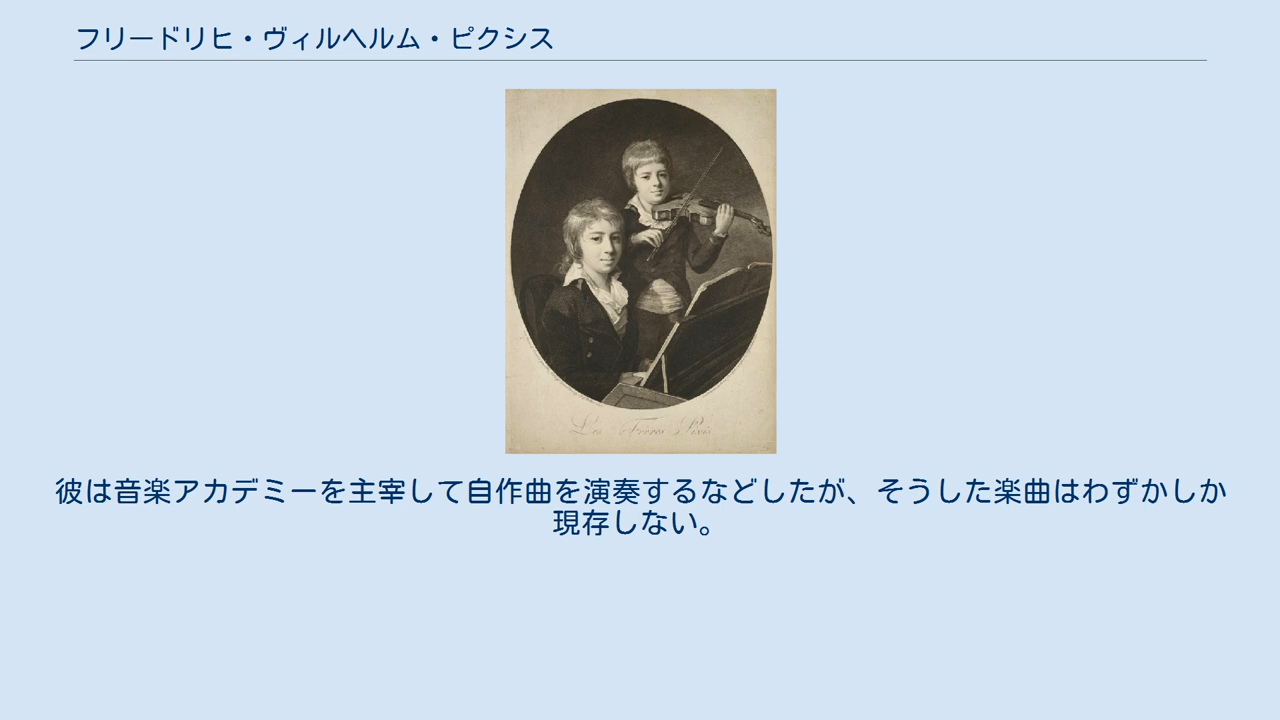 フリードリヒ・ヴィルヘルム・ピクシス
Les Frères Pixis
彼は音楽アカデミーを主宰して自作曲を演奏するなどしたが、そうした楽曲はわずかしか
現存しない。